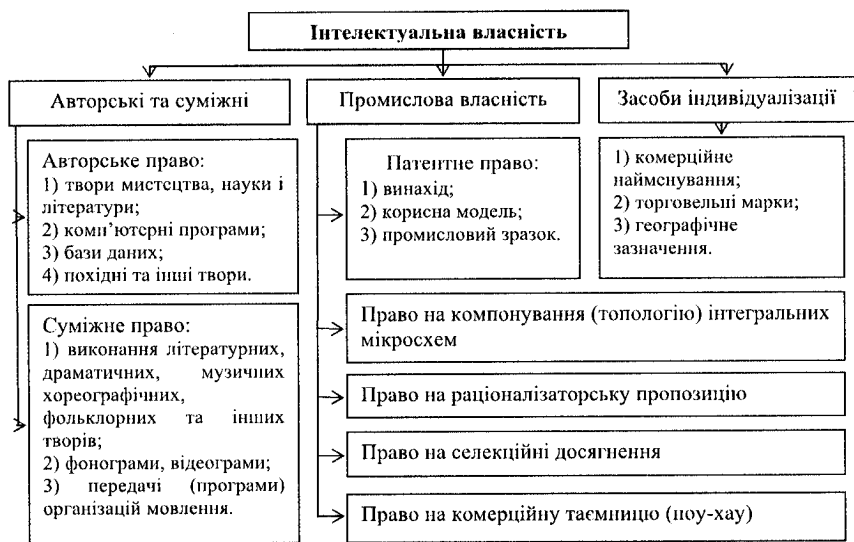 Інтелектуальна власність
Авторські та суміжні
Промислова власність
Засоби індивідуалізації
Авторське право:
1) твори мистецтва, науки і
літератури;
2) комп'ютерні програми;
3) бази даних;
4) похідні та інші твори.
Суміжне право:
1) виконання літературних,
драматичних, музичних
хореографічних,
фольклорних та інших
творів;
2) фонограми, відеограми;
3) передачі (програми)
організацій мовлення.
Патентне право:
1) винахід;
2) корисна модель;
3) промисловий зразок.
Право на компонування (топологію) інтегральних
мікросхем
Право на раціоналізаторську пропозицію
Право на селекційні досягнення
Право на комерційну таємницю (ноу-хау)
1) комерційне
найменування;
2) торговельні марки;
3) географічне
зазначення.